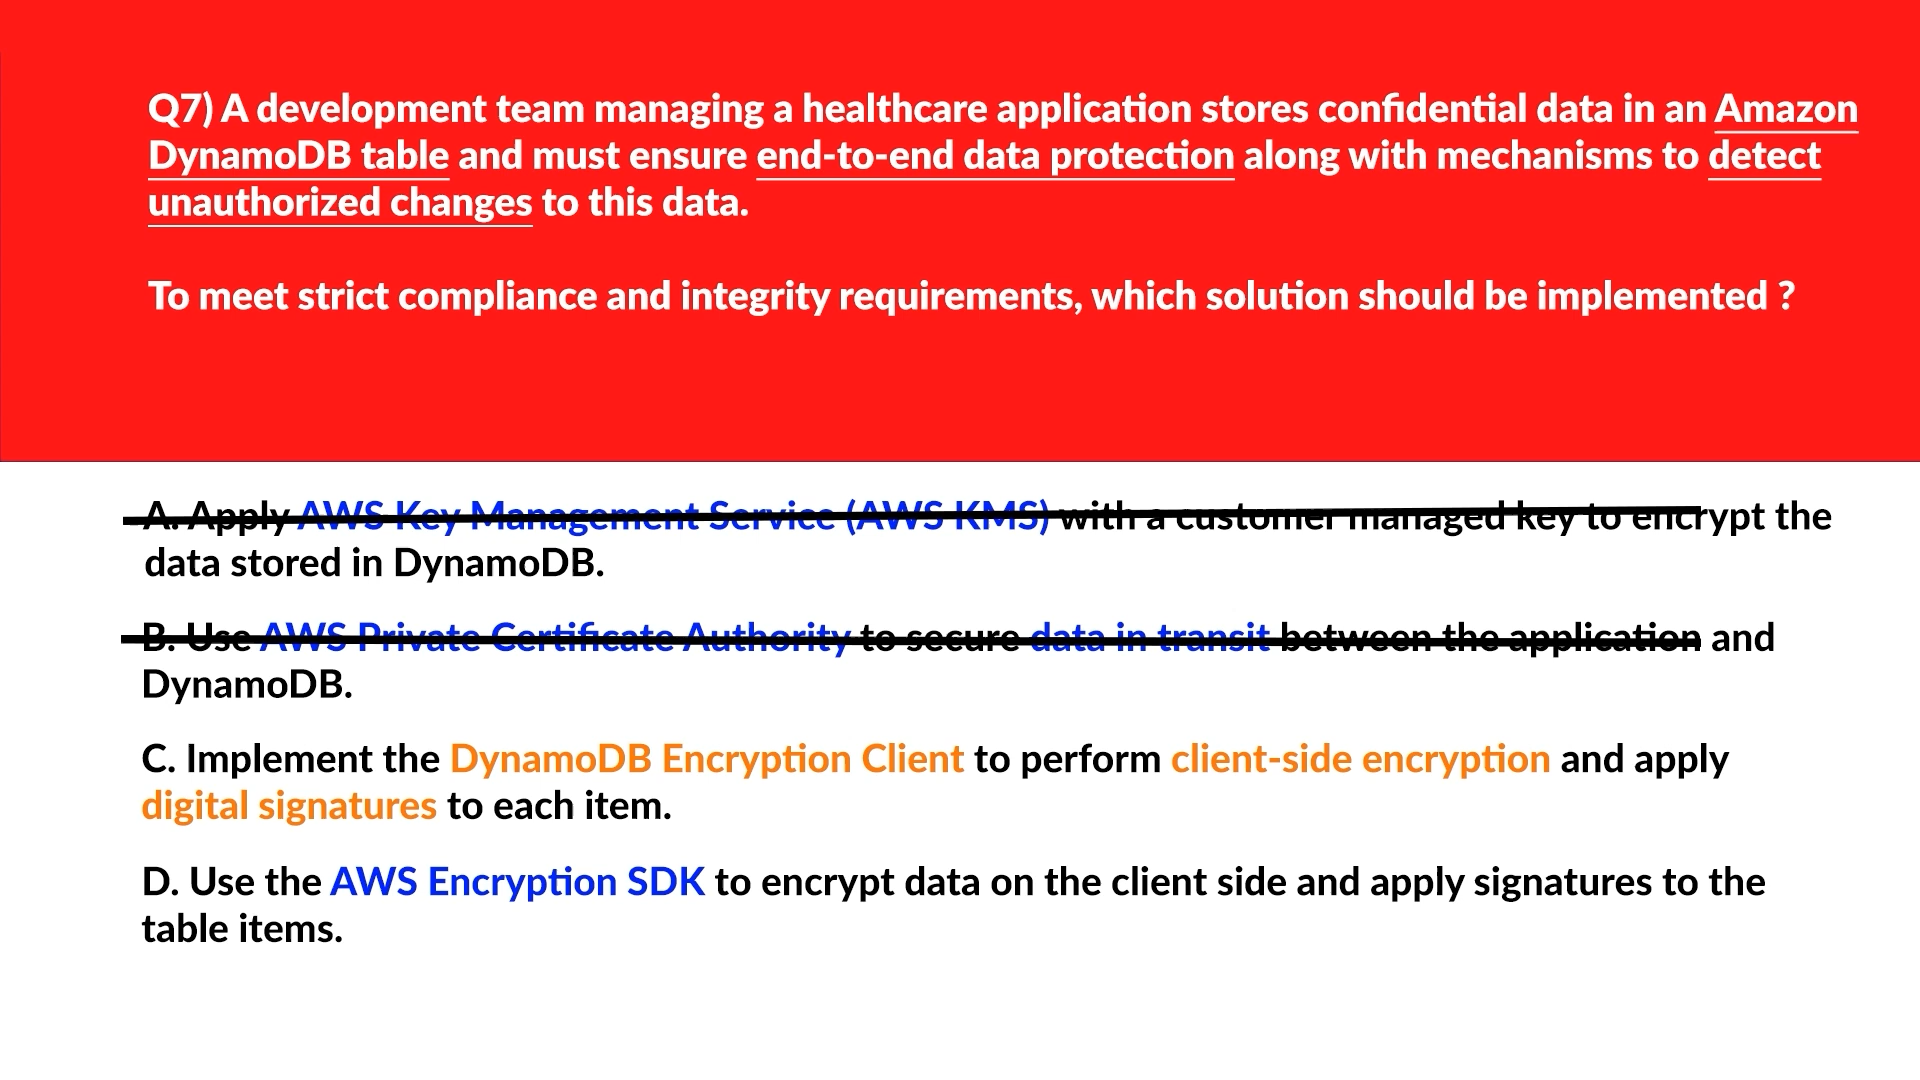 Q7) A development team managing a healthcare application stores confidential data in an Amazon
DynamoDB table and must ensure end-to-end data protection along with mechanisms to detect
unauthorized changes to this data.
To meet strict compliance and integrity requirements, which solution should be implemented ?
A. Apply AWS Key Management Service (AWS KMS) with a customer managed key to encrypt the
data stored in DynamoDB.
B. Use AWS Private Certificate Authority to secure data in transit between the application and
DynamoDB.
C. Implement the DynamoDB Encryption Client to perform client-side encryption and apply
digital signatures to each item.
D. Use the AWS Encryption SDK to encrypt data on the client side and apply signatures to the
table items.